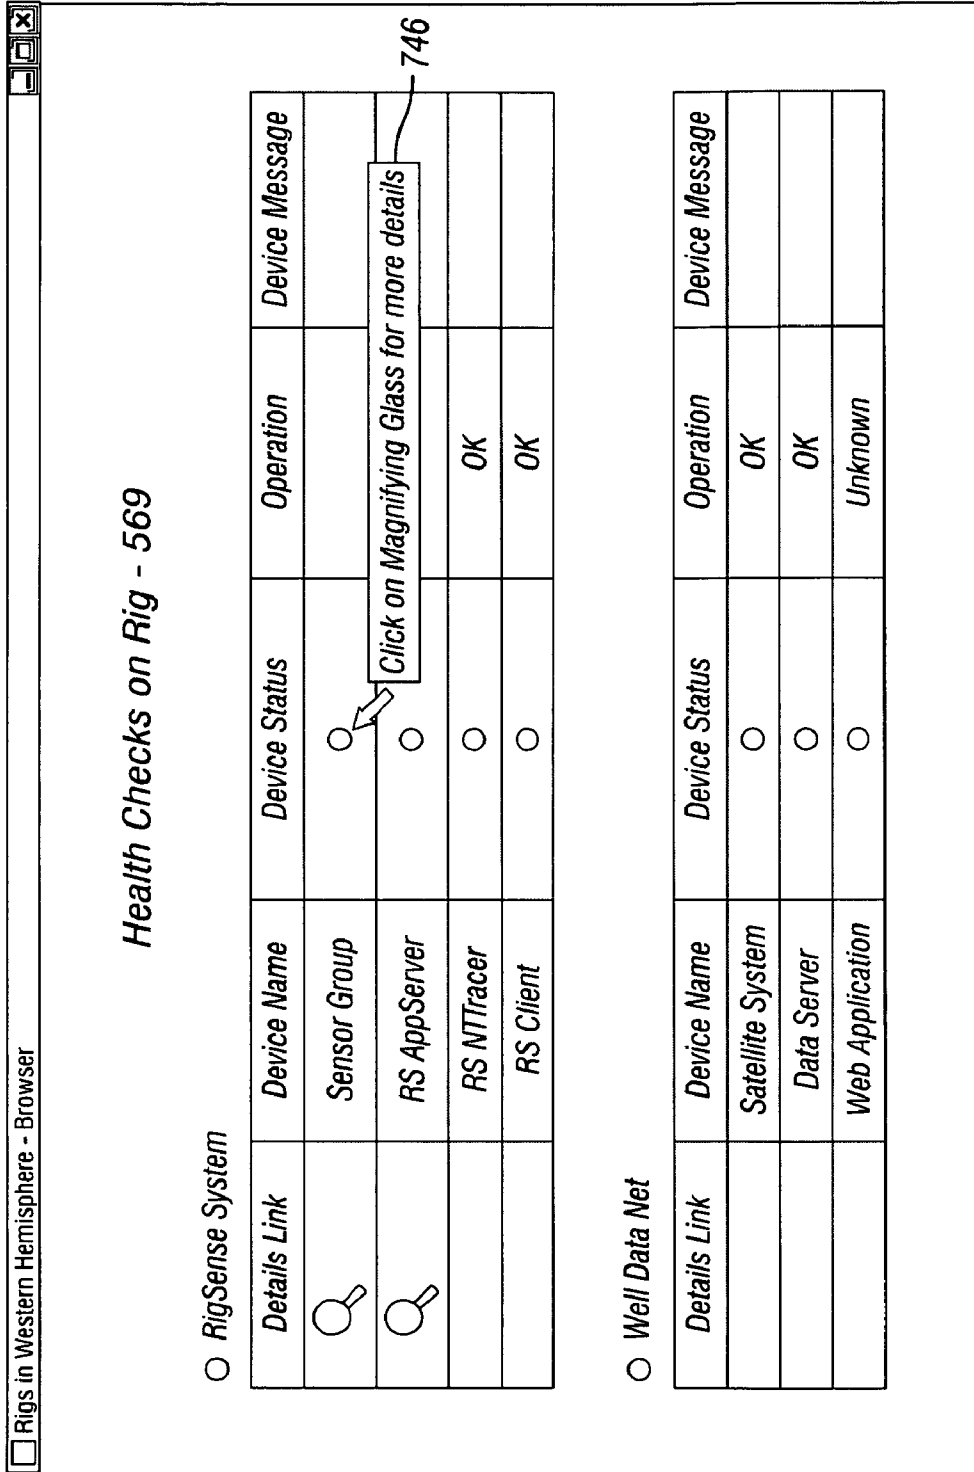 Rigs in Western Hemisphere - Browser
Health Checks on Rig - 569
RigSense System
Details Link Device Name Device Status Operation Device Message
Sensor Group
Click on Magnifying Glass for more details
746
RS AppServer
RS NTTracer OK
RS Client OK
Well Data Net
Details Link Device Name Device Status Operation Device Message
Satellite System OK
Data Server OK
Web Application Unknown